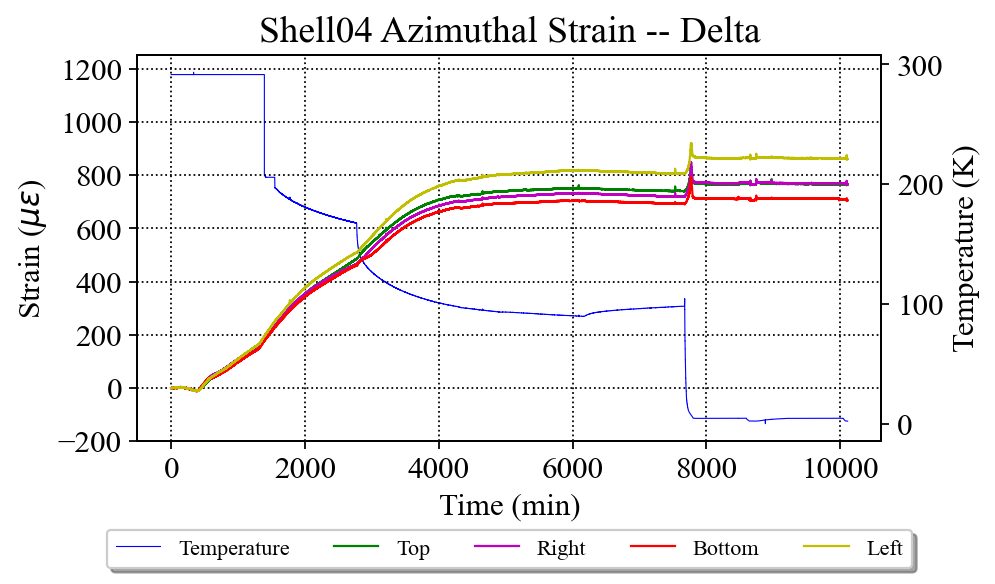 Shell04 Azimuthal Strain -- Delta
1200
1000
800
600
400
200
0
−200
Strain (με)
300
200
100
0
Temperature (K)
0 2000 4000 6000 8000 10000
Time (min)
Temperature Top Right Bottom Left